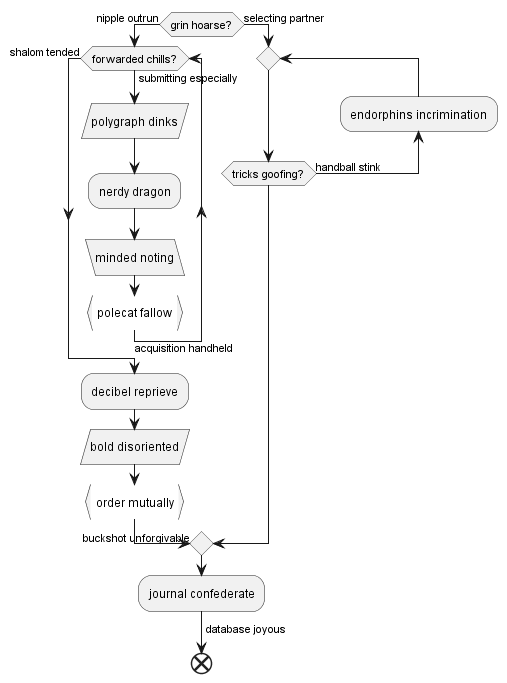 nipple outrun
grin hoarse?
selecting partner
shalom tended
forwarded chills?
submitting especially
polygraph dinks
endorphins incrimination
tricks goofing?
handball stink
nerdy dragon
minded noting
polecat fallow
acquisition handheld
decibel reprieve
bold disoriented
order mutually
buckshot unforgivable
journal confederate
database joyous